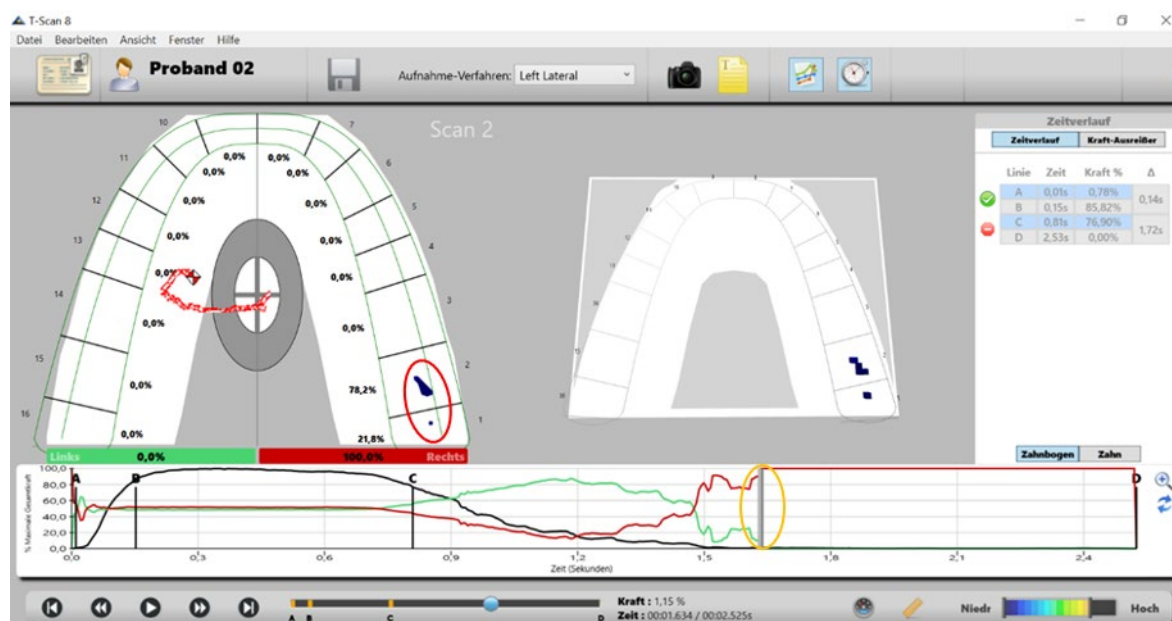 T-Scan 8
Datei Bearbeiten Ansicht Fenster Hilfe
Proband 02
Aufnahme-Verfahren: Left Lateral
Scan 2
10
7
11
6
12
5
13
4
14
3
15
2
16
1
0,0% 0,0%
0,0% 0,0%
0,0% 0,0%
0,0% 0,0%
0,0%
0,0% 0,0%
0,0% 78,2%
0,0% 21,8%
Links 0,0% 100,0% Rechts
Zeitverlauf
Zeitverlauf Kraft-Ausreißer
Linie Zeit Kraft % Δ
A 0,01s 0,78% 0,14s
B 0,15s 85,82%
C 0,81s 76,90% 1,72s
D 2,53s 0,00%
Zahnbogen Zahn
% Maximale Gesamtkraft
100,0
80,0
60,0
40,0
20,0
0,0
A B C D
0,0 0,3 0,6 0,9 1,2 1,5 1,8 2,1 2,4
Zeit (Sekunden)
A B C D
Kraft : 1,15 %
Zeit : 00:01.634 / 00:02.525s
Niedr Hoch